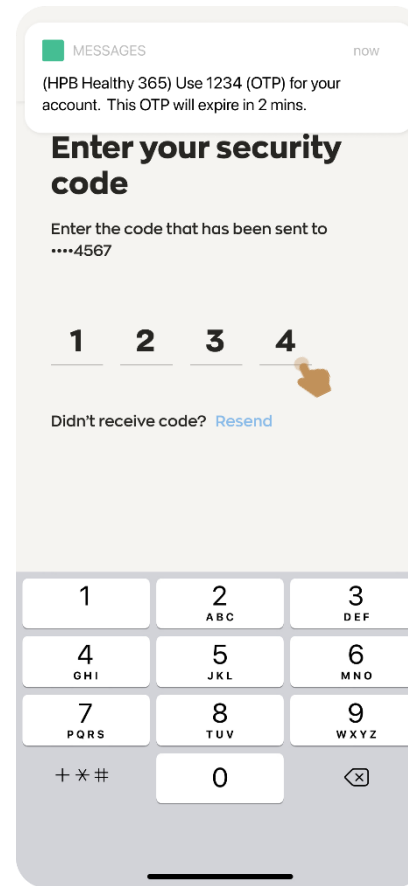 MESSAGES now
(HPB Healthy 365) Use 1234 (OTP) for your
account. This OTP will expire in 2 mins.
Enter your security
code
Enter the code that has been sent to
••••4567
1 2 3 4
Didn't receive code? Resend
1 2 3
ABC DEF
4 5 6
GHI JKL MNO
7 8 9
PQRS TUV WXYZ
+*# 0